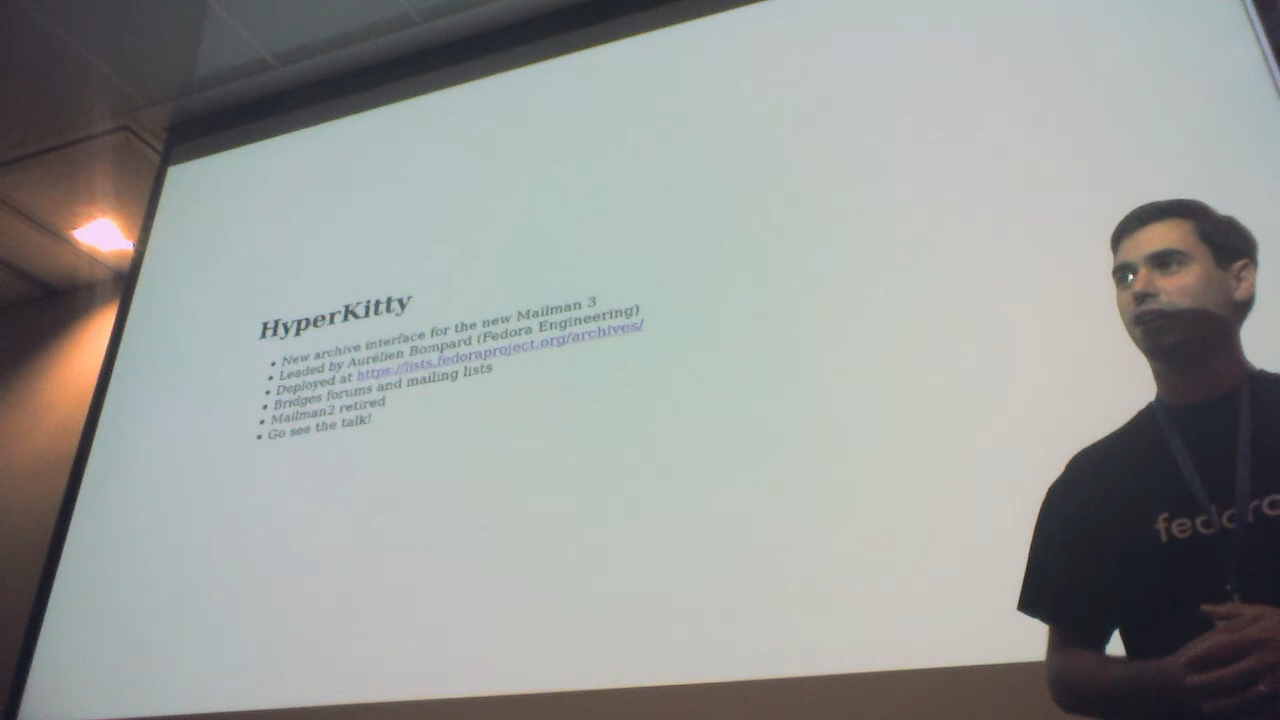 HyperKitty
• New archive interface for the new Mailman 3
• Leaded by Aurélien Bompard (Fedora Engineering)
• Deployed at https://lists.fedoraproject.org/archives/
• Bridges forums and mailing lists
• Mailman2 retired
• Go see the talk!
fedora